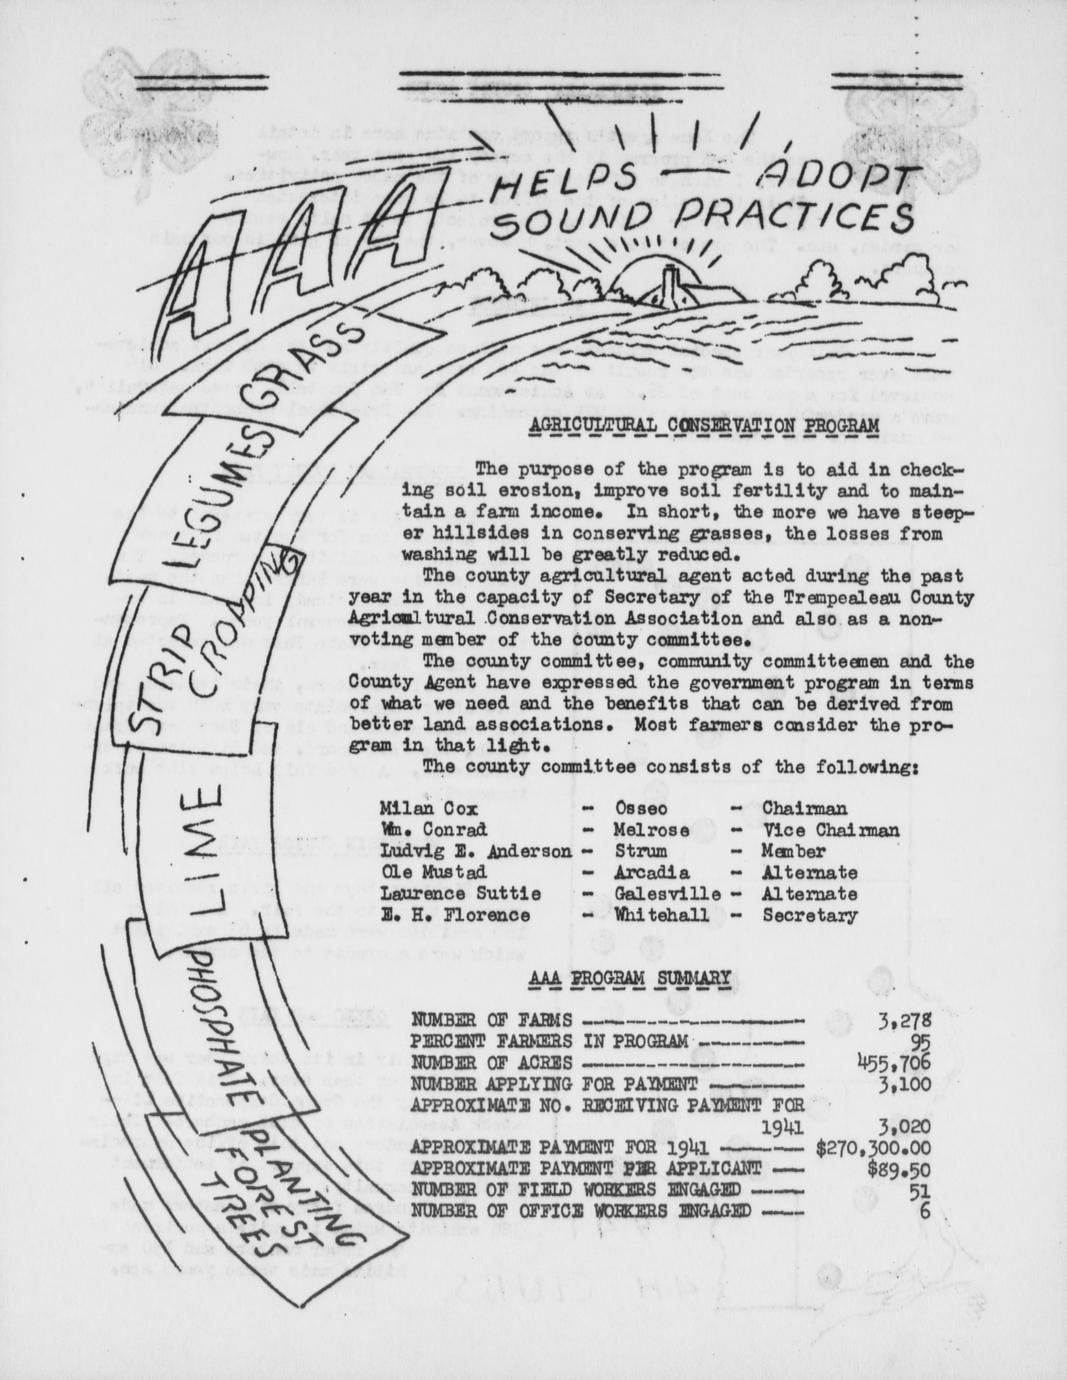 AAA HELPS — ADOPT
SOUND PRACTICES
GRASS
LEGUMES
STRIP
CROPPING
LIME
PHOSPHATE
PLANTING
FOREST
TREES
AGRICULTURAL CONSERVATION PROGRAM
The purpose of the program is to aid in check-
ing soil erosion, improve soil fertility and to main-
tain a farm income. In short, the more we have steep-
er hillsides in conserving grasses, the losses from
washing will be greatly reduced.
The county agricultural agent acted during the past
year in the capacity of Secretary of the Trempealeau County
Agricultural Conservation Association and also as a non-
voting member of the county committee.
The county committee, community committeemen and the
County Agent have expressed the government program in terms
of what we need and the benefits that can be derived from
better land associations. Most farmers consider the pro-
gram in that light.
The county committee consists of the following:
Milan Cox - Osseo - Chairman
Wm. Conrad - Melrose - Vice Chairman
Ludvig E. Anderson - Strum - Member
Ole Mustad - Arcadia - Alternate
Laurence Suttie - Galesville - Alternate
E. H. Florence - Whitehall - Secretary
AAA PROGRAM SUMMARY
NUMBER OF FARMS ---------------------- 3,278
PERCENT FARMERS IN PROGRAM ---------- 95
NUMBER OF ACRES ---------------------- 455,706
NUMBER APPLYING FOR PAYMENT --------- 3,100
APPROXIMATE NO. RECEIVING PAYMENT FOR
1941 3,020
APPROXIMATE PAYMENT FOR 1941 -------- $270,300.00
APPROXIMATE PAYMENT PER APPLICANT --- $89.50
NUMBER OF FIELD WORKERS ENGAGED ----- 51
NUMBER OF OFFICE WORKERS ENGAGED ---- 6